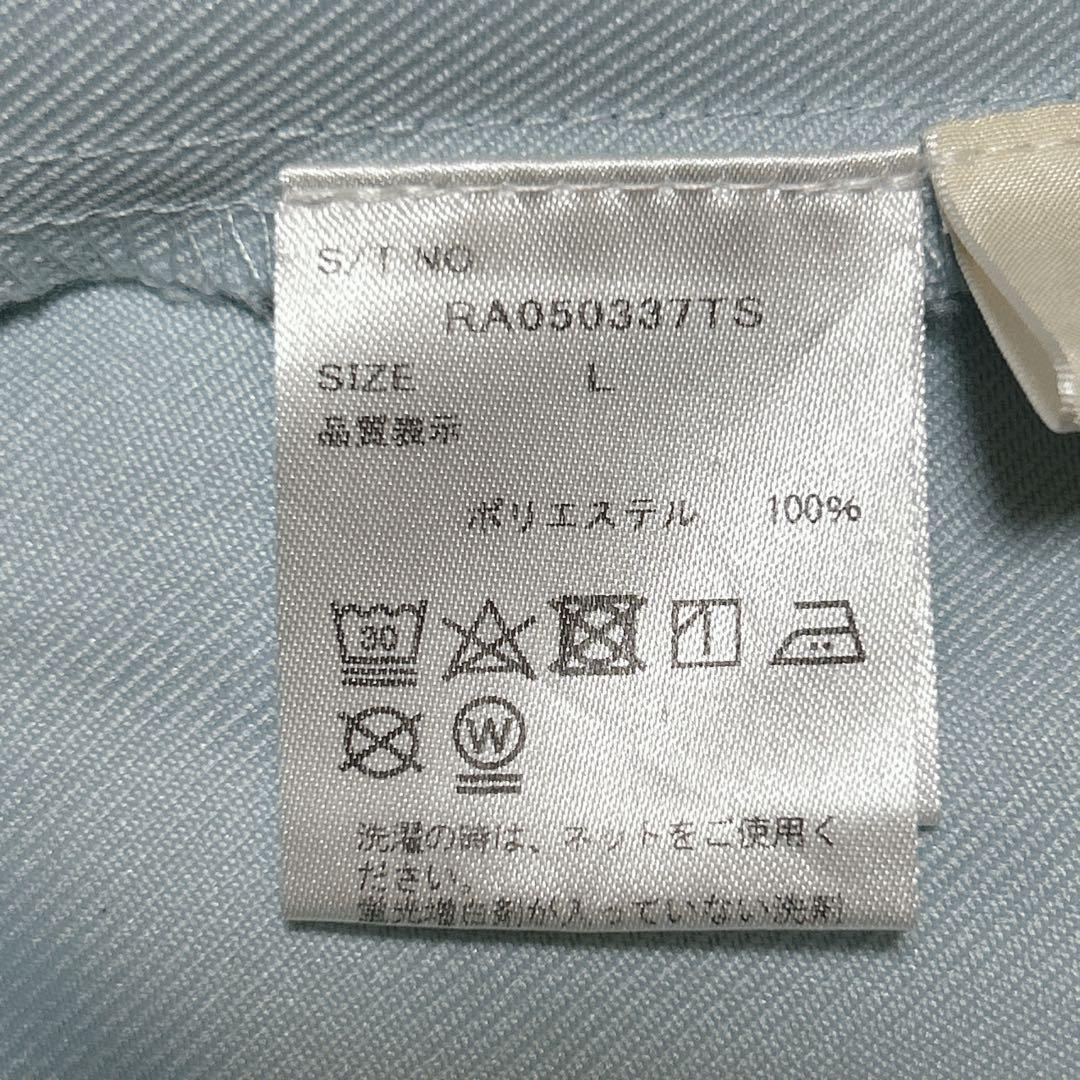 S/T NO
RA050337TS
SIZE L
品質表示
ポリエステル 100%
30
W
洗濯の時は、ネットをご使用く
ださい。
蛍光増白剤が入っていない洗剤